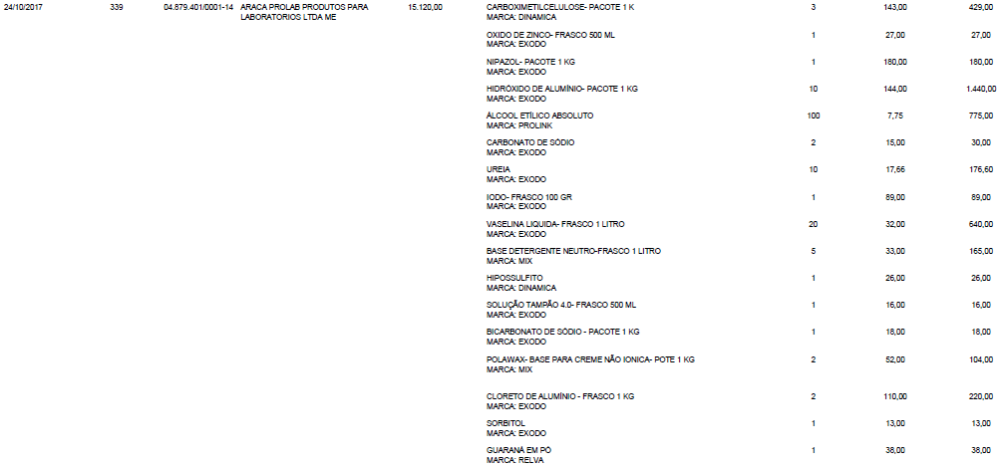 24/10/2017 339 04.879.401/0001-14 ARACA PROLAB PRODUTOS PARA 15.120,00 CARBOXIMETILCELULOSE- PACOTE 1 K 3 143,00 429,00
LABORATORIOS LTDA ME MARCA: DINAMICA
OXIDO DE ZINCO- FRASCO 500 ML 1 27,00 27,00
MARCA: EXODO
NIPAZOL- PACOTE 1 KG 1 180,00 180,00
MARCA: EXODO
HIDRÓXIDO DE ALUMÍNIO- PACOTE 1 KG 10 144,00 1.440,00
MARCA: EXODO
ÁLCOOL ETÍLICO ABSOLUTO 100 7,75 775,00
MARCA: PROLINK
CARBONATO DE SÓDIO 2 15,00 30,00
MARCA: EXODO
UREIA 10 17,66 176,60
MARCA: EXODO
IODO- FRASCO 100 GR 1 89,00 89,00
MARCA: EXODO
VASELINA LIQUIDA- FRASCO 1 LITRO 20 32,00 640,00
MARCA: EXODO
BASE DETERGENTE NEUTRO-FRASCO 1 LITRO 5 33,00 165,00
MARCA: MIX
HIPOSSULFITO 1 26,00 26,00
MARCA: DINAMICA
SOLUÇÃO TAMPÃO 4.0- FRASCO 500 ML 1 16,00 16,00
MARCA: EXODO
BICARBONATO DE SÓDIO - PACOTE 1 KG 1 18,00 18,00
MARCA: EXODO
POLAWAX- BASE PARA CREME NÃO IONICA- POTE 1 KG 2 52,00 104,00
MARCA: MIX
CLORETO DE ALUMÍNIO - FRASCO 1 KG 2 110,00 220,00
MARCA: EXODO
SORBITOL 1 13,00 13,00
MARCA: EXODO
GUARANÁ EM PÓ 1 38,00 38,00
MARCA: RELVA